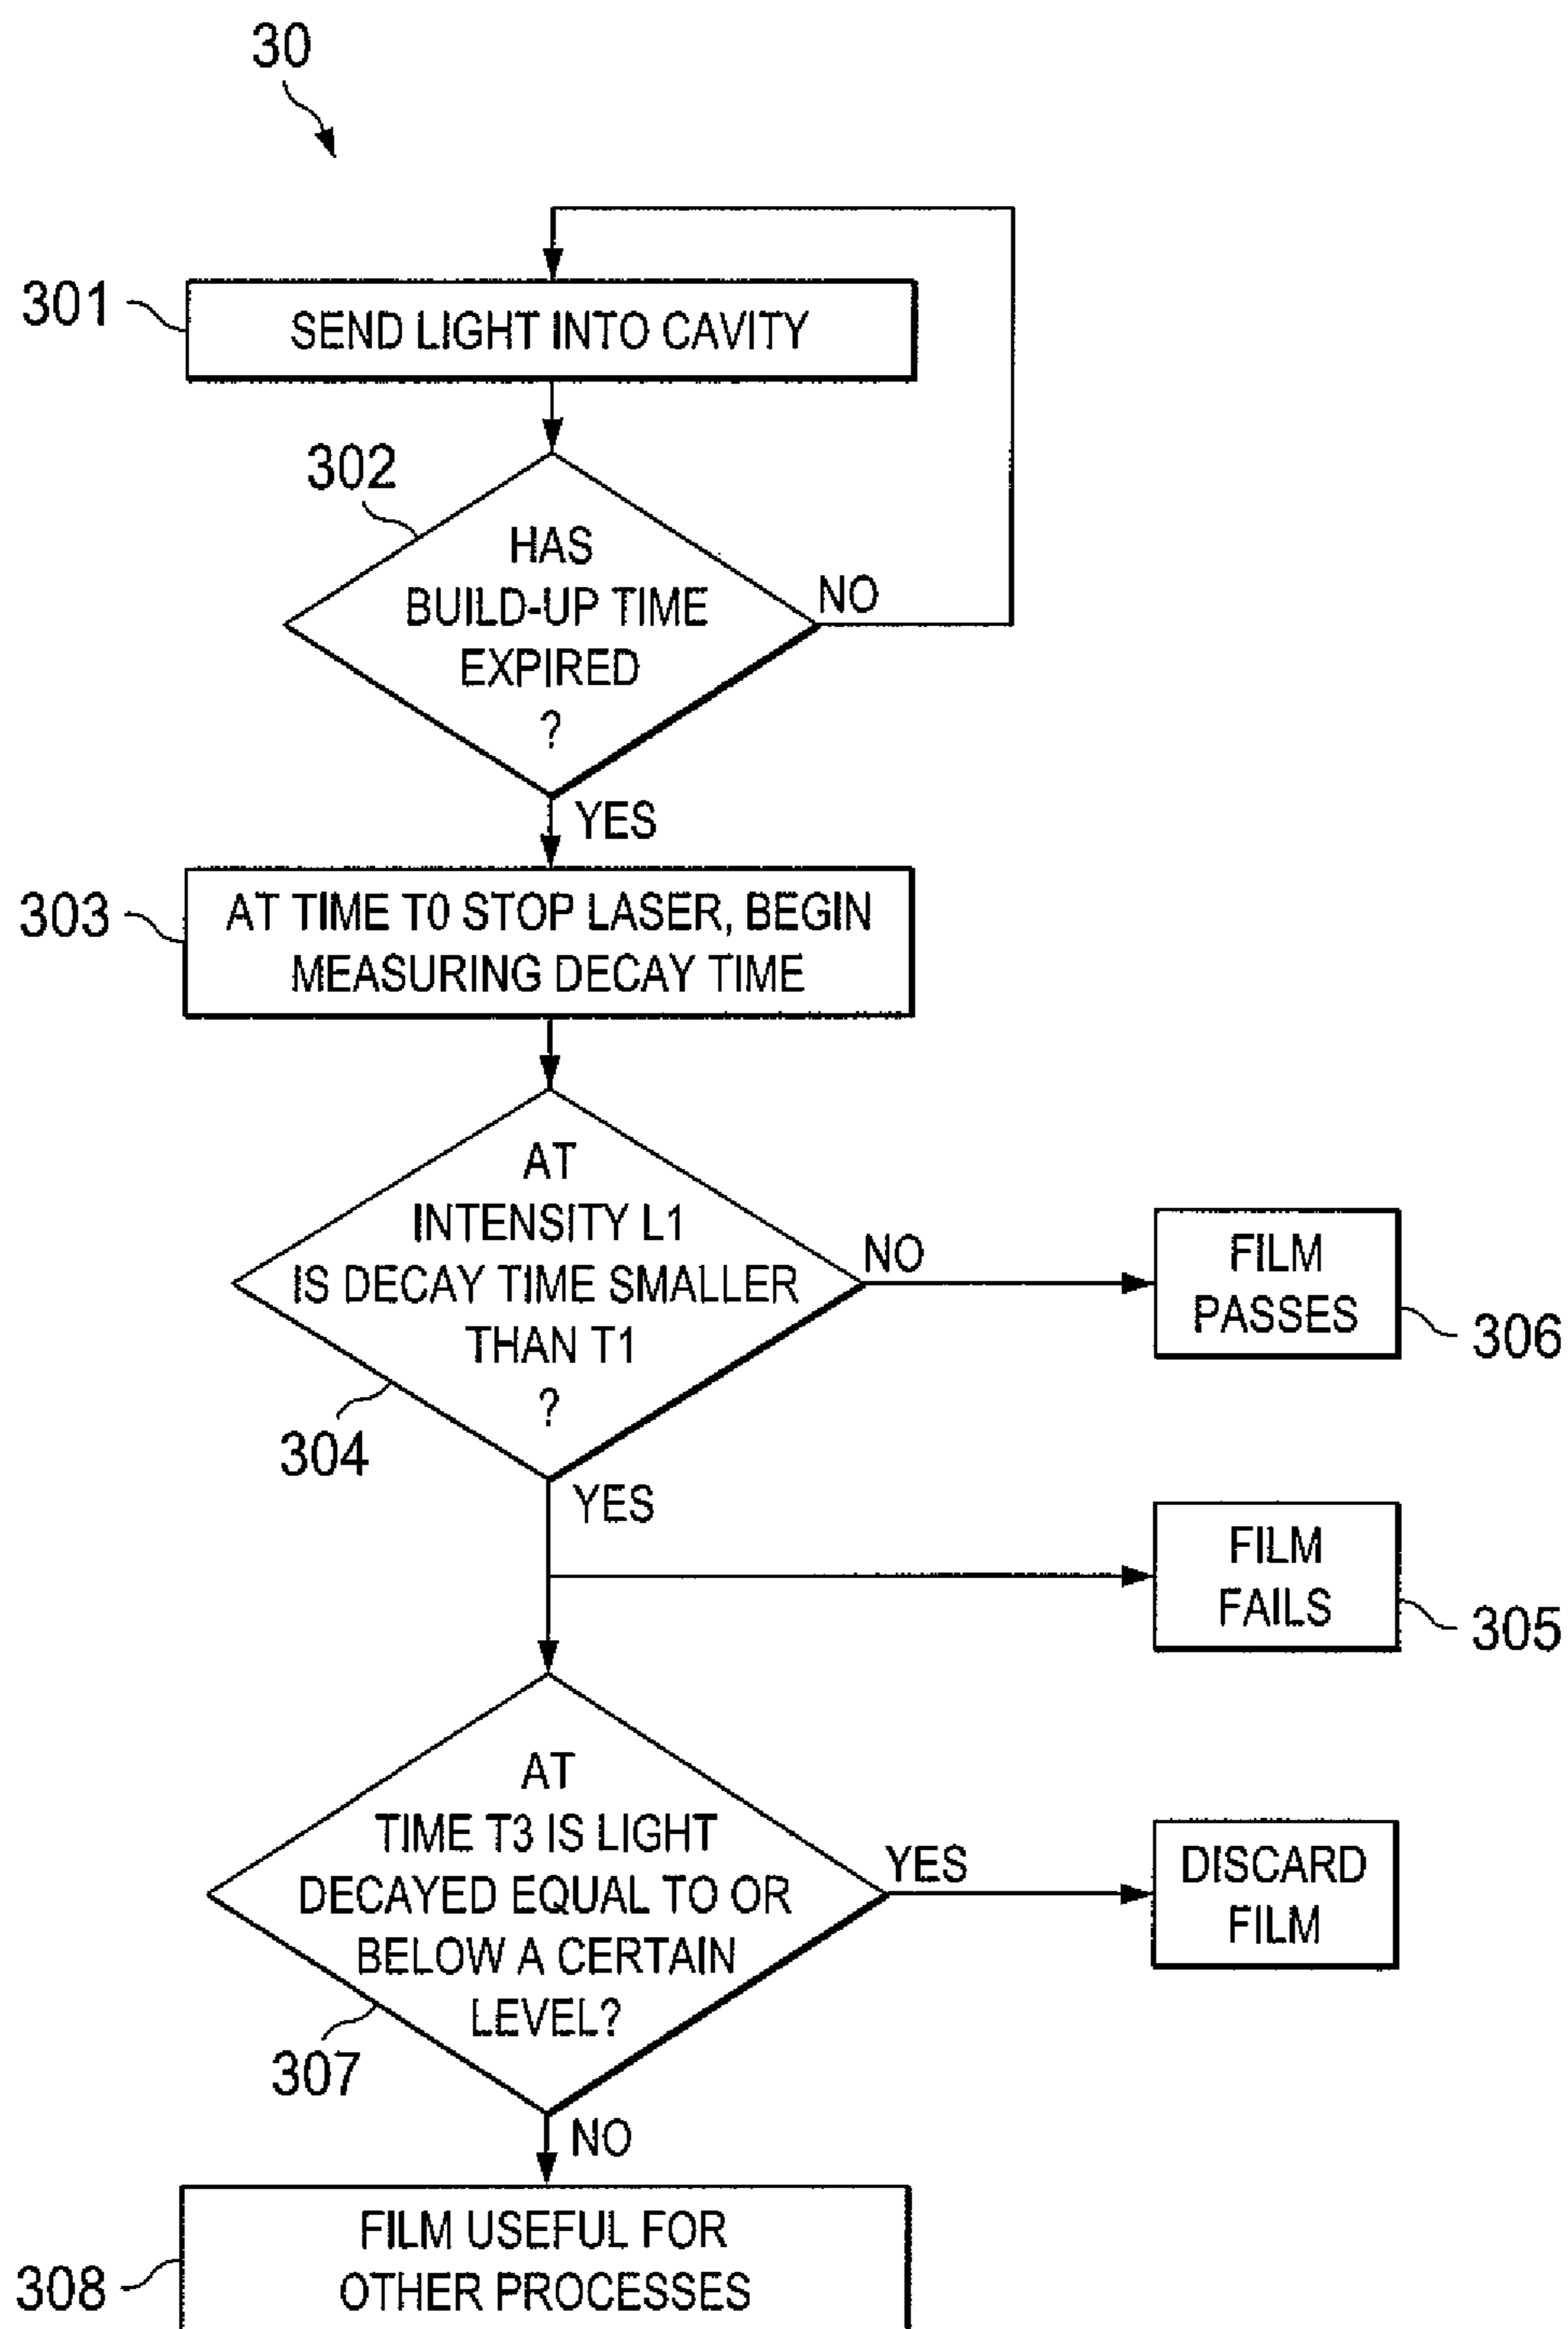 30
301
SEND LIGHT INTO CAVITY
302
HAS
BUILD-UP TIME
EXPIRED
?
NO
YES
303
AT TIME T0 STOP LASER, BEGIN
MEASURING DECAY TIME
AT
INTENSITY L1
IS DECAY TIME SMALLER
THAN T1
?
304
NO
FILM
PASSES
306
YES
FILM
FAILS
305
AT
TIME T3 IS LIGHT
DECAYED EQUAL TO OR
BELOW A CERTAIN
LEVEL?
307
YES
DISCARD
FILM
NO
308
FILM USEFUL FOR
OTHER PROCESSES